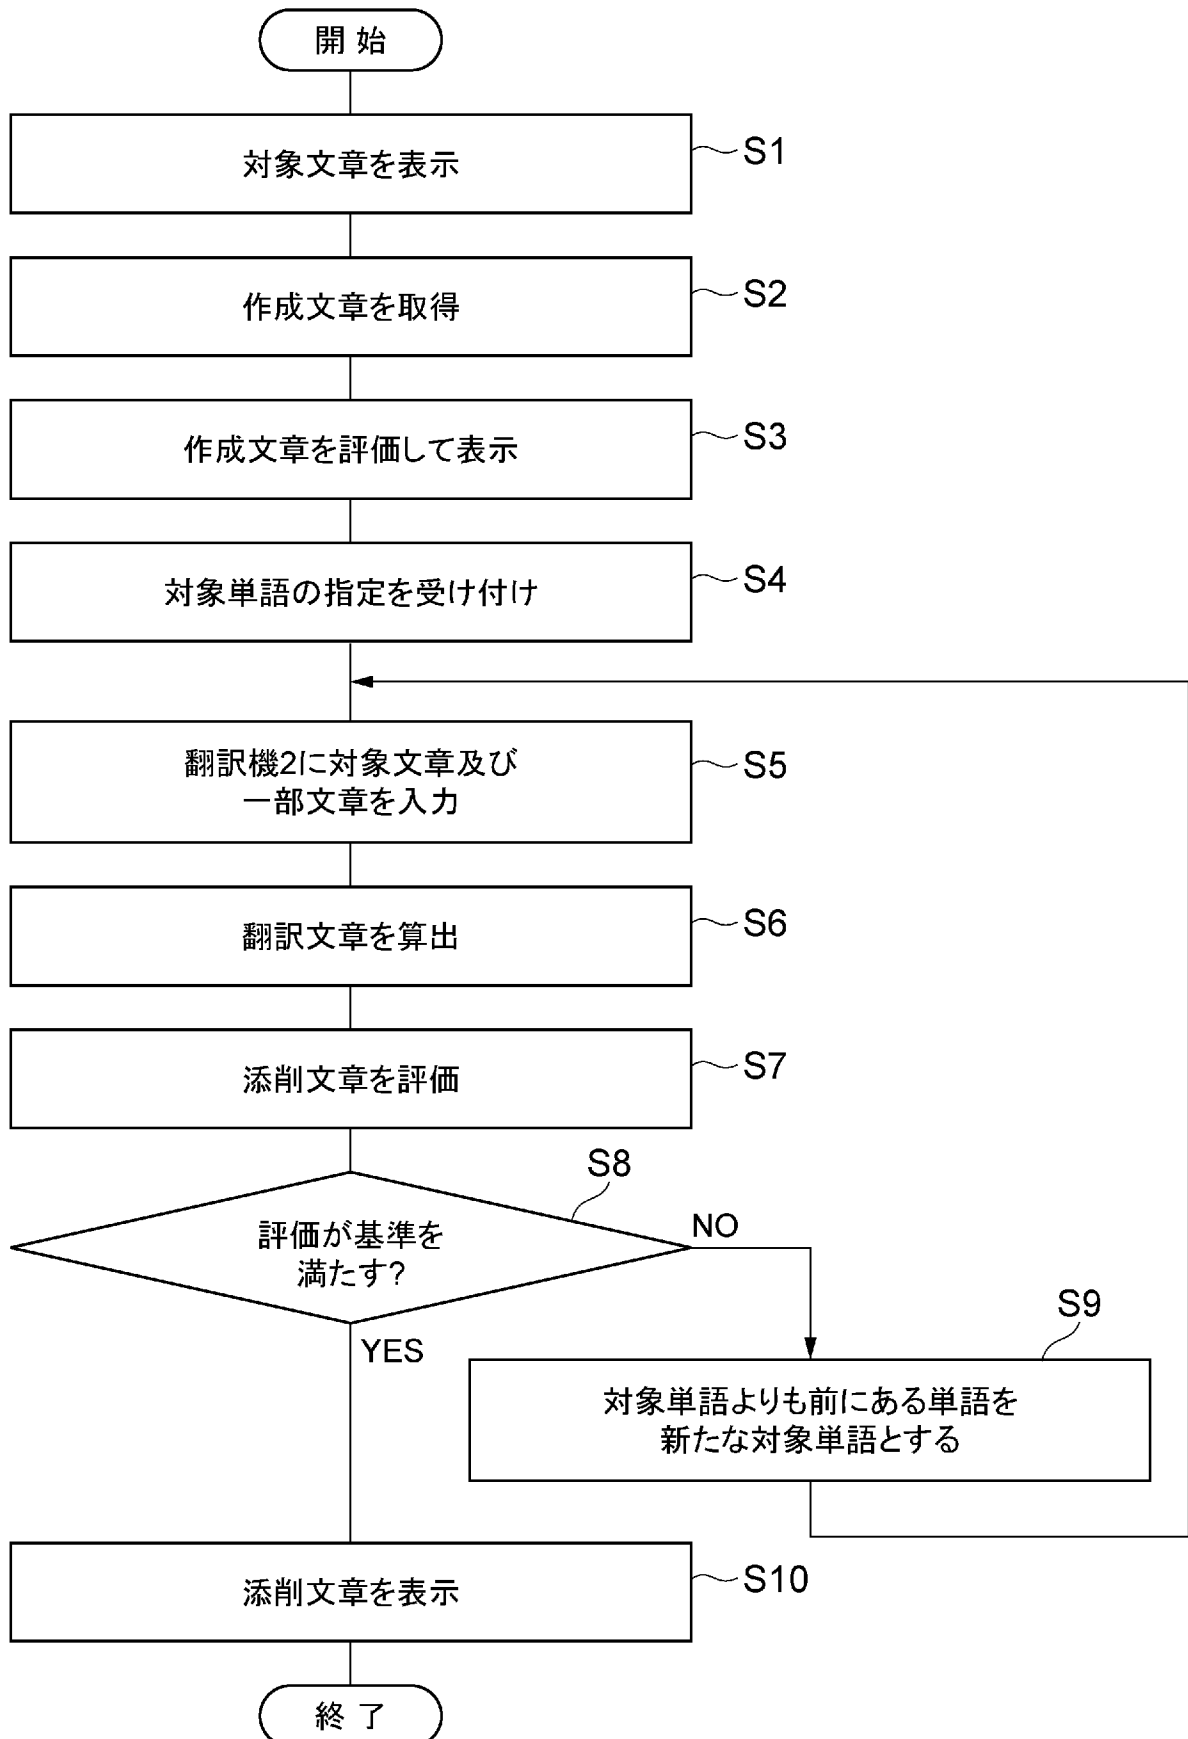 開 始
対象文章を表示
S1
作成文章を取得
S2
作成文章を評価して表示
S3
対象単語の指定を受け付け
S4
翻訳機2に対象文章及び
一部文章を入力
S5
翻訳文章を算出
S6
添削文章を評価
S7
S8
評価が基準を
満たす?
NO
YES
S9
対象単語よりも前にある単語を
新たな対象単語とする
添削文章を表示
S10
終 了